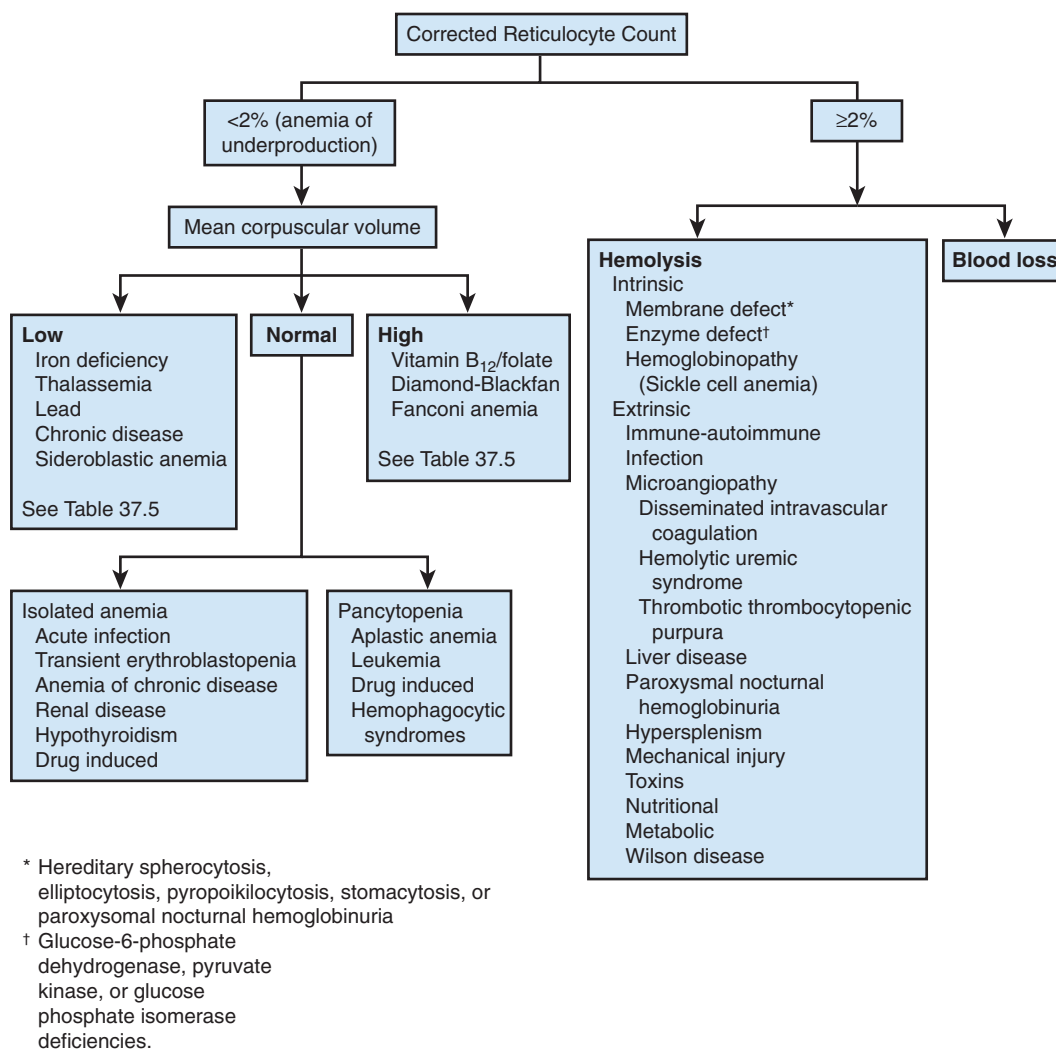 Corrected Reticulocyte Count
<2% (anemia of
underproduction)
≥2%
Mean corpuscular volume
Low
Iron deficiency
Thalassemia
Lead
Chronic disease
Sideroblastic anemia
See Table 37.5
Normal
High
Vitamin B12/folate
Diamond-Blackfan
Fanconi anemia
See Table 37.5
Hemolysis
Intrinsic
Membrane defect*
Enzyme defect†
Hemoglobinopathy
(Sickle cell anemia)
Extrinsic
Immune-autoimmune
Infection
Microangiopathy
Disseminated intravascular
coagulation
Hemolytic uremic
syndrome
Thrombotic thrombocytopenic
purpura
Liver disease
Paroxysmal nocturnal
hemoglobinuria
Hypersplenism
Mechanical injury
Toxins
Nutritional
Metabolic
Wilson disease
Blood loss
Isolated anemia
Acute infection
Transient erythroblastopenia
Anemia of chronic disease
Renal disease
Hypothyroidism
Drug induced
Pancytopenia
Aplastic anemia
Leukemia
Drug induced
Hemophagocytic
syndromes
* Hereditary spherocytosis,
elliptocytosis, pyropoikilocytosis, stomacytosis, or
paroxysomal nocturnal hemoglobinuria
† Glucose-6-phosphate
dehydrogenase, pyruvate
kinase, or glucose
phosphate isomerase
deficiencies.